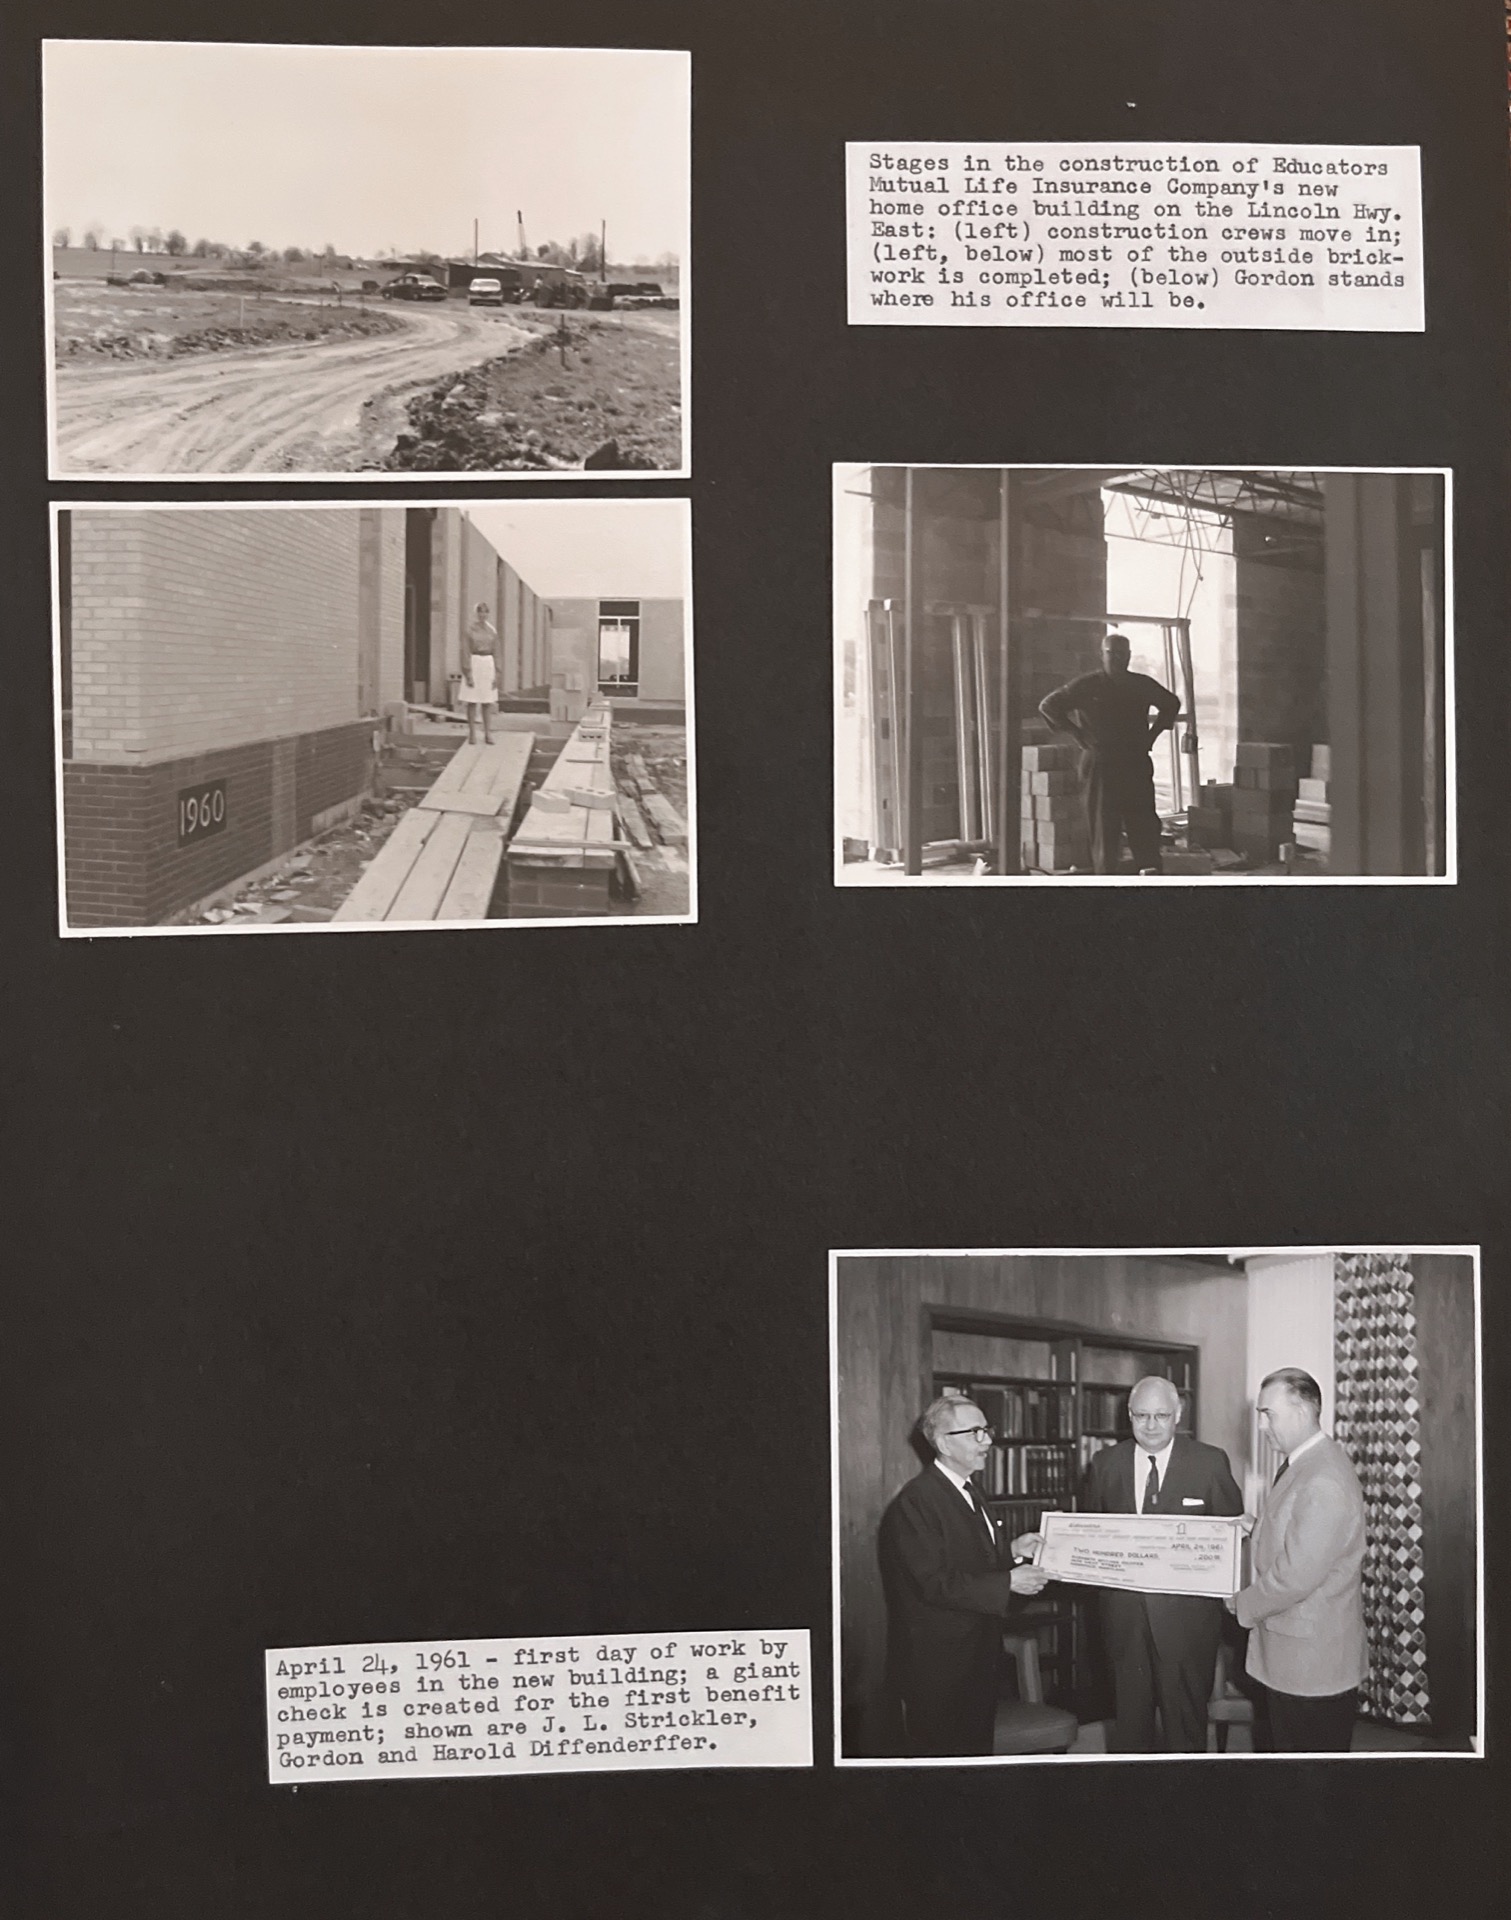 Stages in the construction of Educators
Mutual Life Insurance Company's new
home office building on the Lincoln Hwy.
East: (left) construction crews move in;
(left, below) most of the outside brick-
work is completed; (below) Gordon stands
where his office will be.
1960
APRIL 24, 1961
TWO HUNDRED DOLLARS
April 24, 1961 - first day of work by
employees in the new building; a giant
check is created for the first benefit
payment; shown are J. L. Strickler,
Gordon and Harold Diffenderffer.